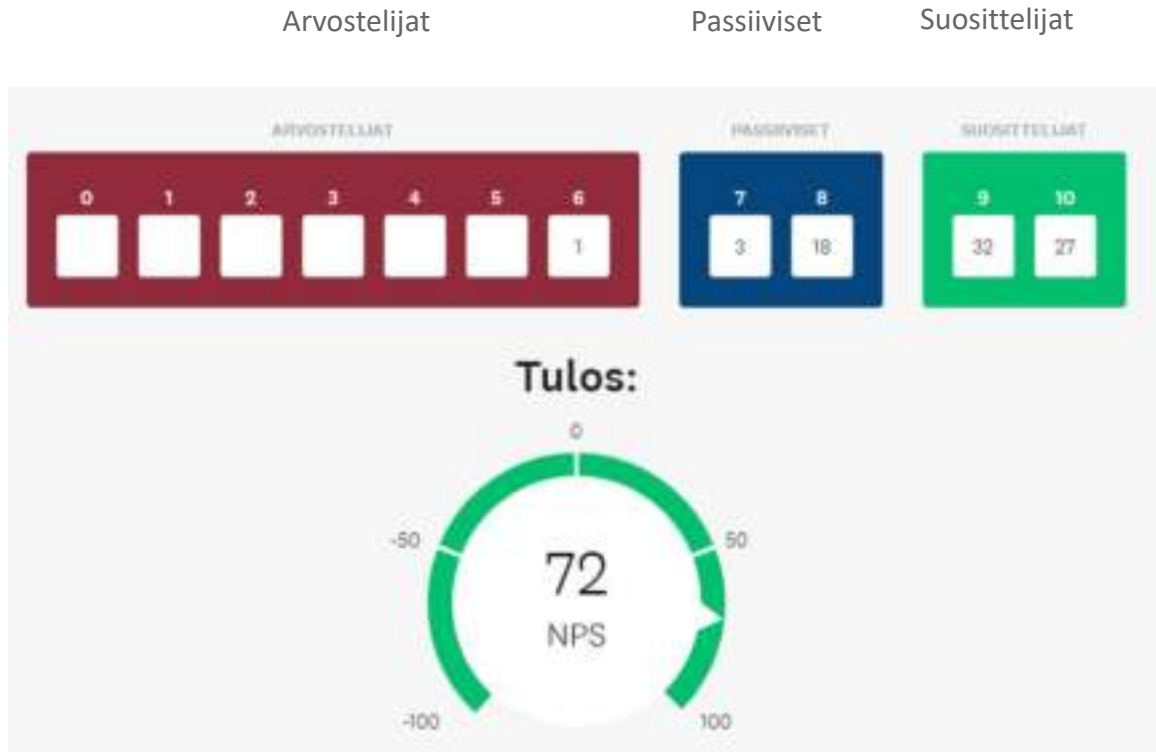 Arvostelijat Passiiviset Suosittelijat
ARVOSTELIJAT PASSIIVISET SUOSITTELIJAT
0 1 2 3 4 5 6 7 8 9 10
1 3 18 32 27
Tulos:
0
-50 50
72
NPS
-100 100